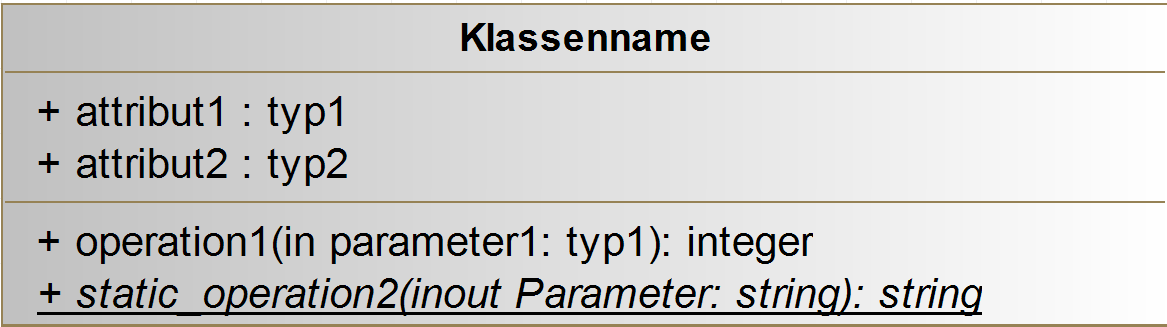 Klassenname
+ attribut1 : typ1
+ attribut2 : typ2
+ operation1(in parameter1: typ1): integer
+ static_operation2(inout Parameter: string): string